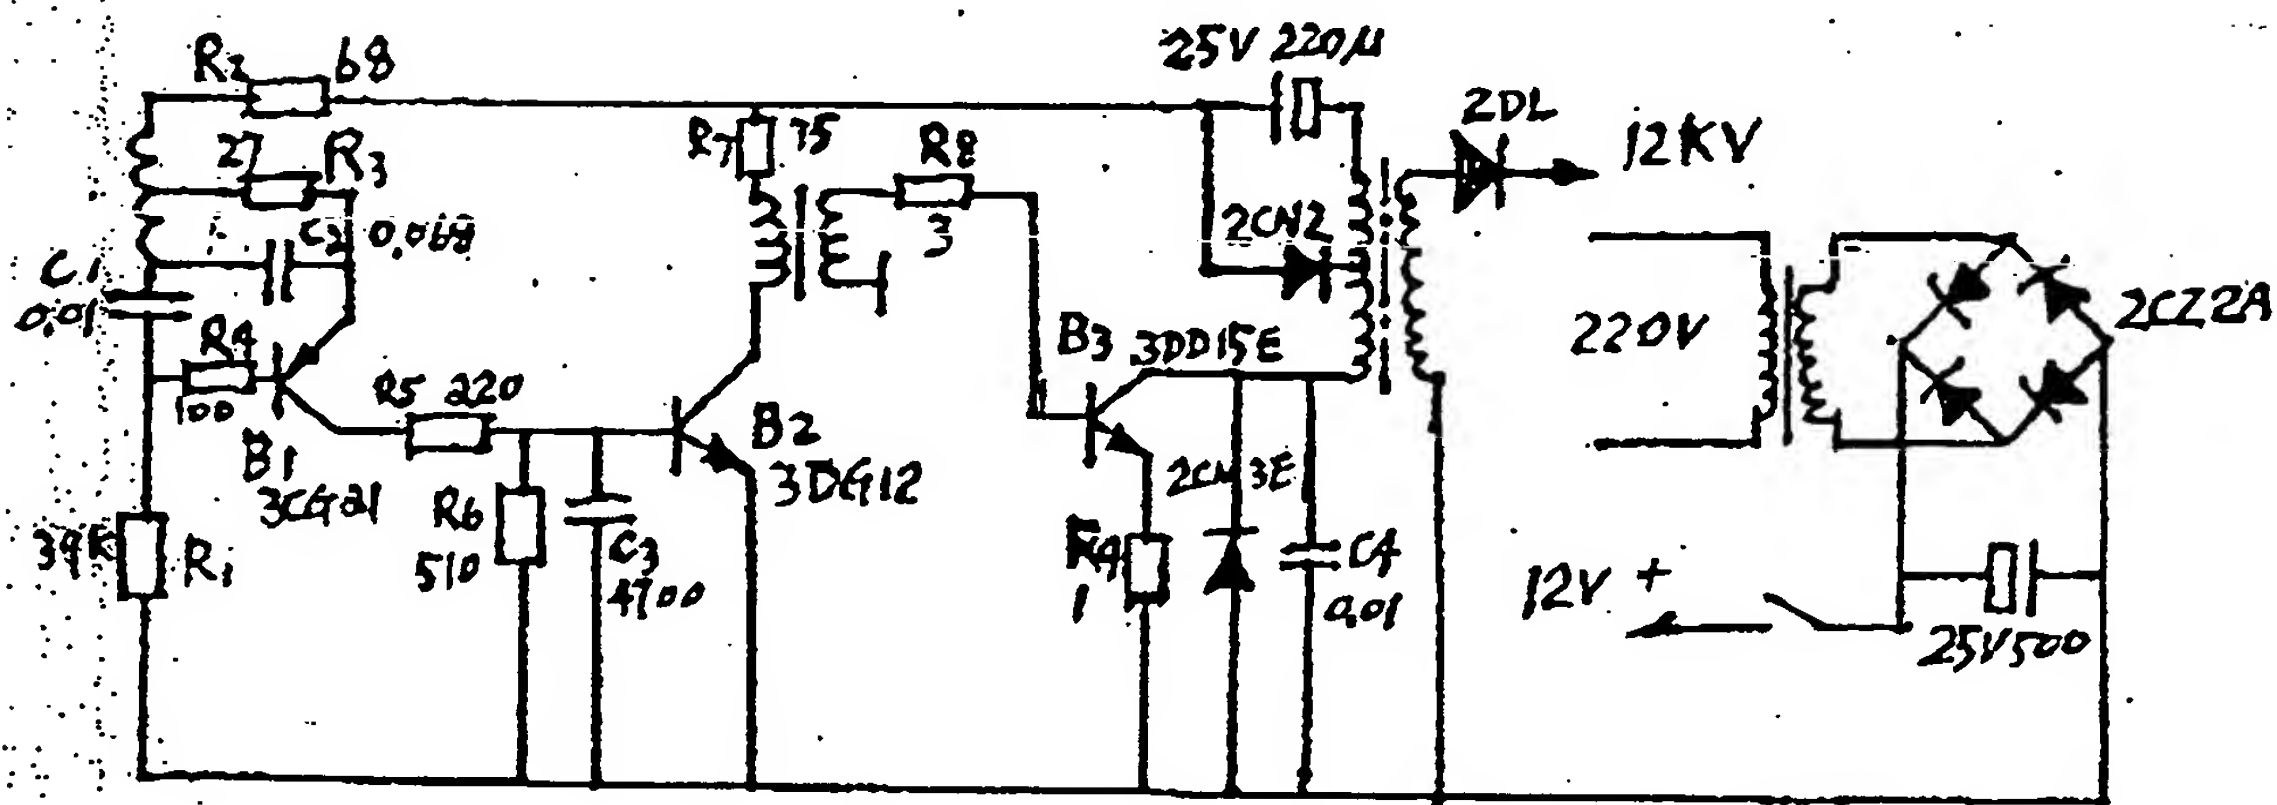 R2 68
25V 220μ
2DL
12KV
27 R3
R7 75
R8
3
C2 0.068
2CN2
C1
0.01
R4
100
B3 3DD15E
220V
2CZ2A
R5 220
B1
3CG21
B2
3DG12
2CN3E
R6
510
C3
4700
39K R1
1
C4
0.01
12V +
25V500